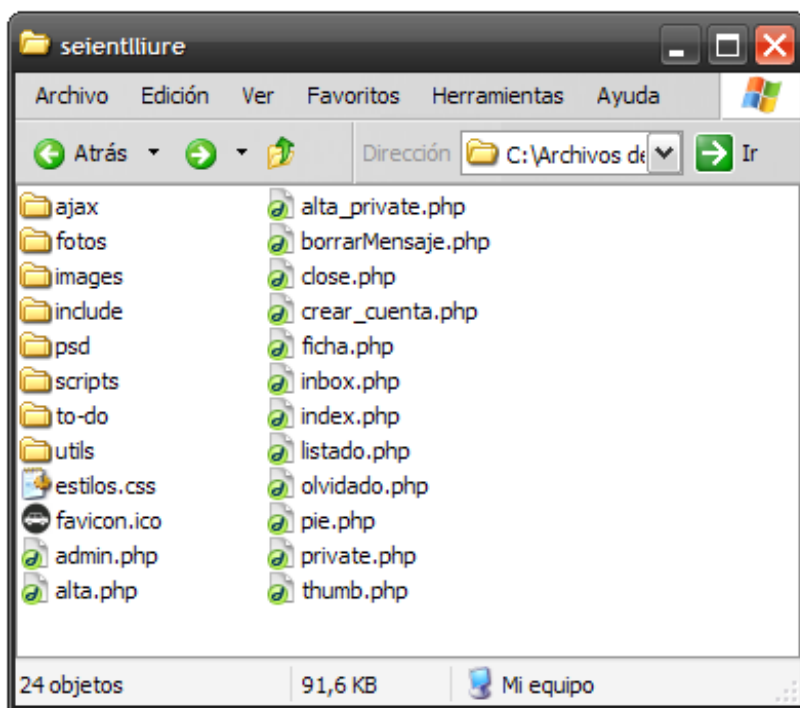 seientlliure
Archivo Edición Ver Favoritos Herramientas Ayuda
Atrás Dirección C:\Archivos de Ir
ajax
fotos
images
include
psd
scripts
to-do
utils
estilos.css
favicon.ico
admin.php
alta.php
alta_private.php
borrarMensaje.php
close.php
crear_cuenta.php
ficha.php
inbox.php
index.php
listado.php
olvidado.php
pie.php
private.php
thumb.php
24 objetos 91,6 KB Mi equipo